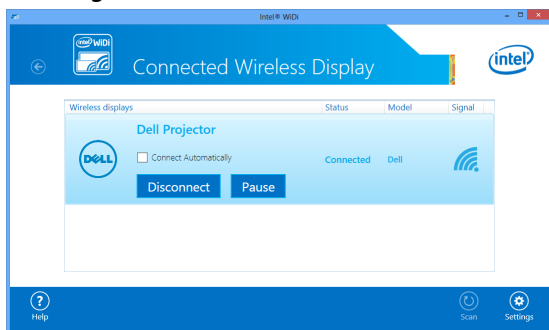 Intel® WiDi
intel WiDi
Connected Wireless Display
intel
Wireless displays Status Model Signal
Dell Projector
DELL
Connect Automatically
Connected Dell
Disconnect Pause
Help
Scan Settings